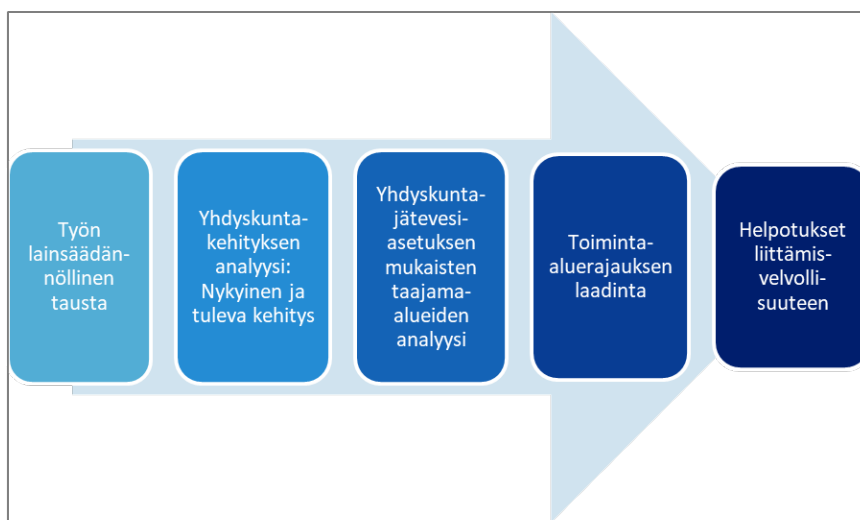 Työn
lainsäädän-
nöllinen
tausta
Yhdyskunta-
kehityksen
analyysi:
Nykyinen ja
tuleva kehitys
Yhdyskunta-
jätevesi-
asetuksen
mukaisten
taajama-
alueiden
analyysi
Toiminta-
aluerajauksen
laadinta
Helpotukset
liittämis-
velvolli-
suuteen